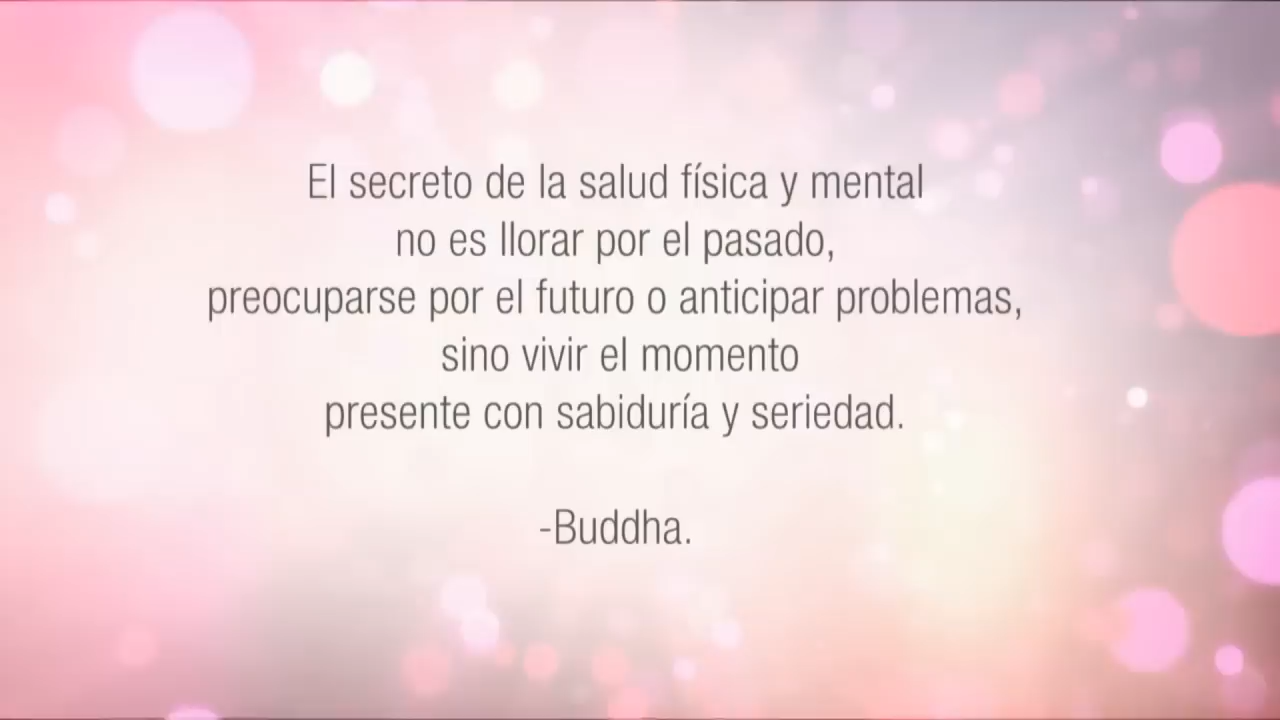 El secreto de la salud física y mental
no es llorar por el pasado,
preocuparse por el futuro o anticipar problemas,
sino vivir el momento
presente con sabiduría y seriedad.
-Buddha.